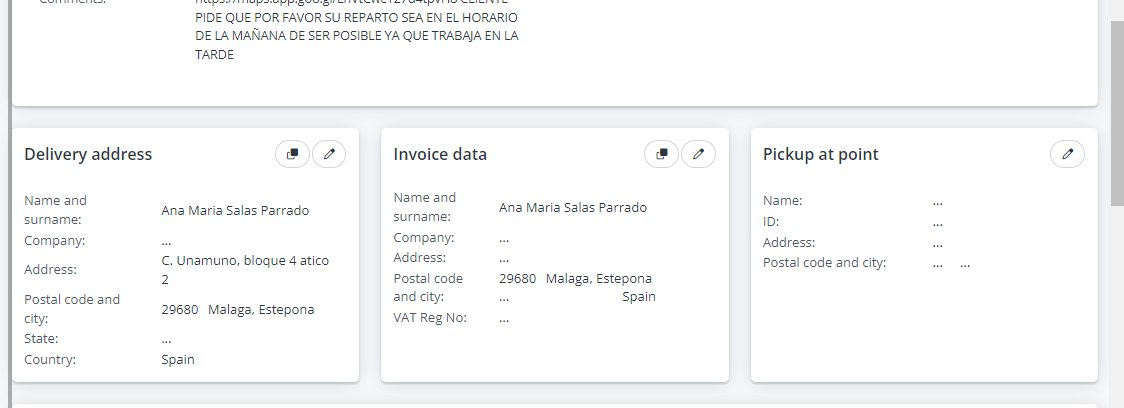 Comments:
CLIENTE
PIDE QUE POR FAVOR SU REPARTO SEA EN EL HORARIO
DE LA MAÑANA DE SER POSIBLE YA QUE TRABAJA EN LA
TARDE
Delivery address
Name and
surname:
Ana Maria Salas Parrado
Company:
...
Address:
C. Unamuno, bloque 4 atico
2
Postal code and
city:
29680 Malaga, Estepona
State:
...
Country:
Spain
Invoice data
Name and
surname:
Ana Maria Salas Parrado
Company:
...
Address:
...
Postal code
and city:
29680 Malaga, Estepona
... Spain
VAT Reg No:
...
Pickup at point
Name:
...
ID:
...
Address:
...
Postal code and city:
... ...